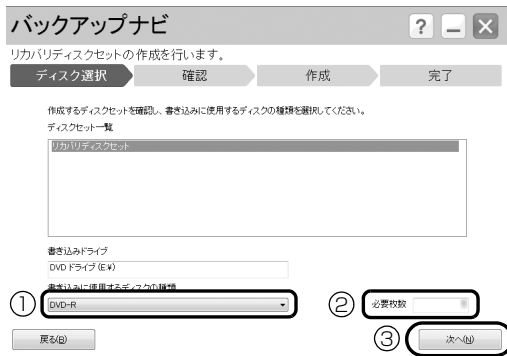 バックアップナビ
?
リカバリディスクセットの作成を行います。
ディスク選択 確認 作成 完了
作成するディスクセットを確認し、書き込みに使用するディスクの種類を選択してください。
ディスクセット一覧
リカバリディスクセット
書き込みドライブ
DVD ドライブ (E:¥)
書き込みに使用するディスクの種類
① DVD-R ② 必要枚数
戻る(B) ③ 次へ(N)